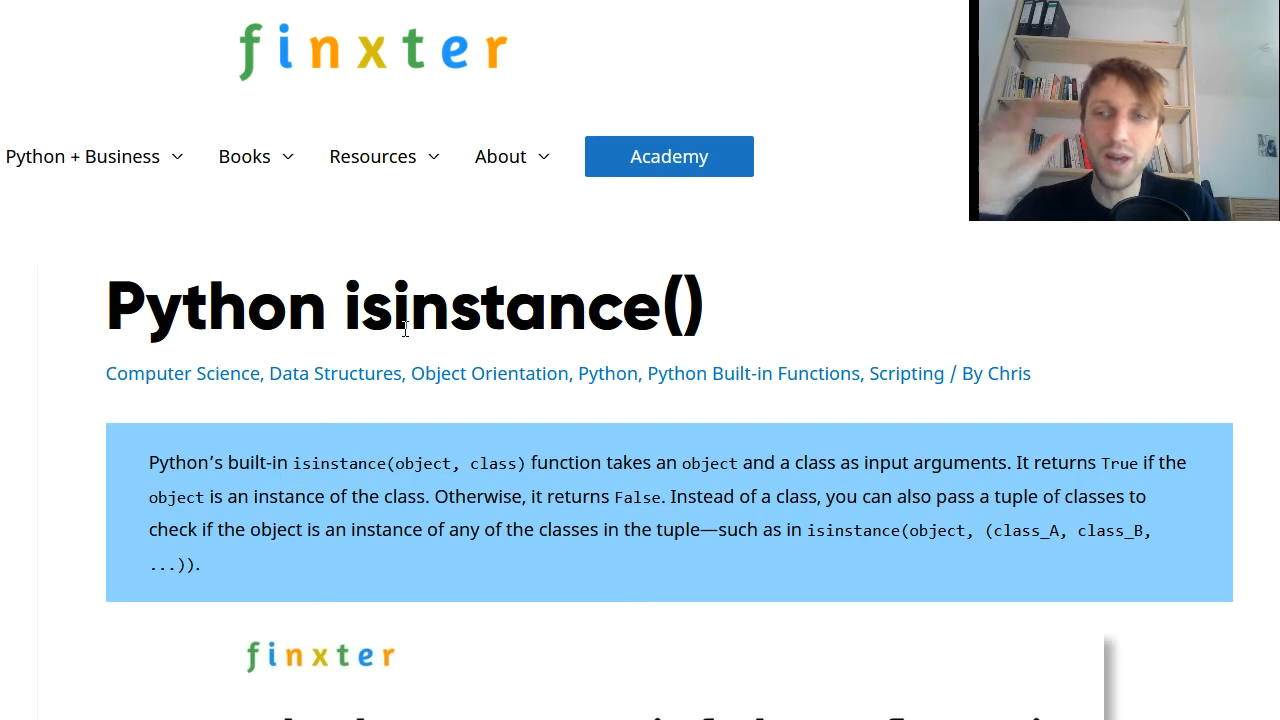 finxter
Python + Business Books Resources About Academy
Python isinstance()
Computer Science, Data Structures, Object Orientation, Python, Python Built-in Functions, Scripting / By Chris
Python’s built-in isinstance(object, class) function takes an object and a class as input arguments. It returns True if the
object is an instance of the class. Otherwise, it returns False. Instead of a class, you can also pass a tuple of classes to
check if the object is an instance of any of the classes in the tuple—such as in isinstance(object, (class_A, class_B,
...)).
finxter